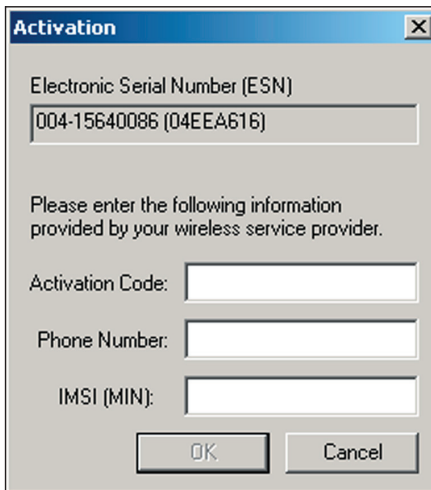 Activation
Electronic Serial Number (ESN)
004-15640086 (04EEA616)
Please enter the following information
provided by your wireless service provider.
Activation Code:
Phone Number:
IMSI (MIN):
OK
Cancel